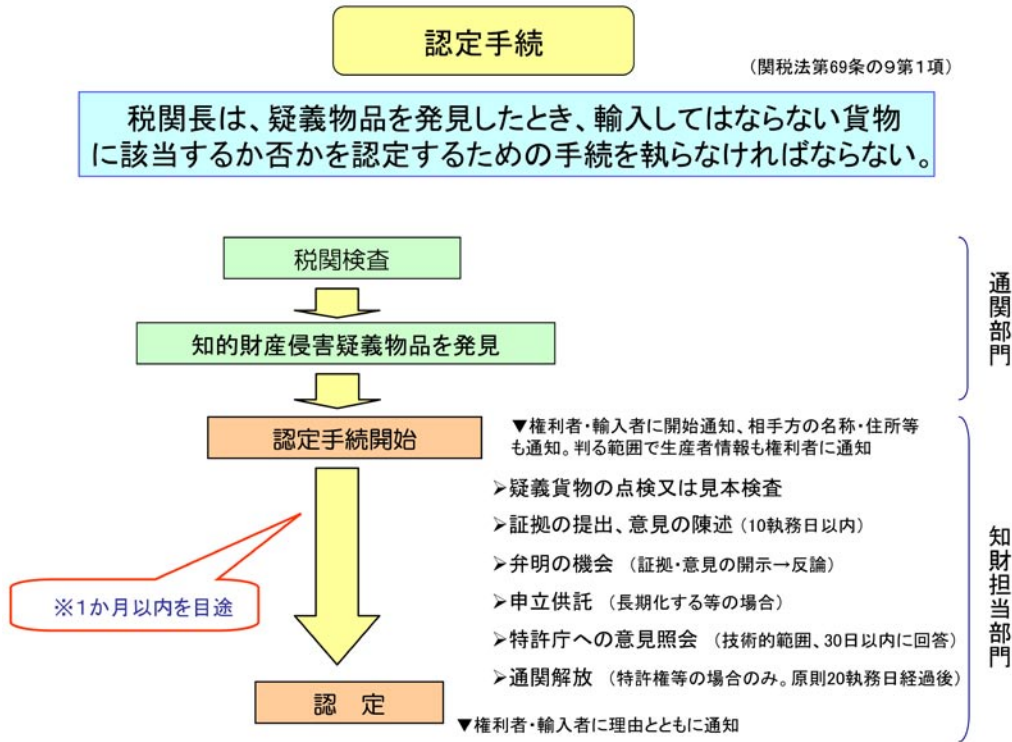 認定手続
(関税法第69条の9第1項)
税関長は、疑義物品を発見したとき、輸入してはならない貨物
に該当するか否かを認定するための手続を執らなければならない。
税関検査
知的財産侵害疑義物品を発見
通関部門
認定手続開始
▼権利者・輸入者に開始通知、相手方の名称・住所等
も通知。判る範囲で生産者情報も権利者に通知
➢疑義貨物の点検又は見本検査
➢証拠の提出、意見の陳述(10執務日以内)
➢弁明の機会 (証拠・意見の開示→反論)
➢申立供託 (長期化する等の場合)
➢特許庁への意見照会 (技術的範囲、30日以内に回答)
➢通関解放 (特許権等の場合のみ。原則20執務日経過後)
※1か月以内を目途
知財担当部門
認 定
▼権利者・輸入者に理由とともに通知